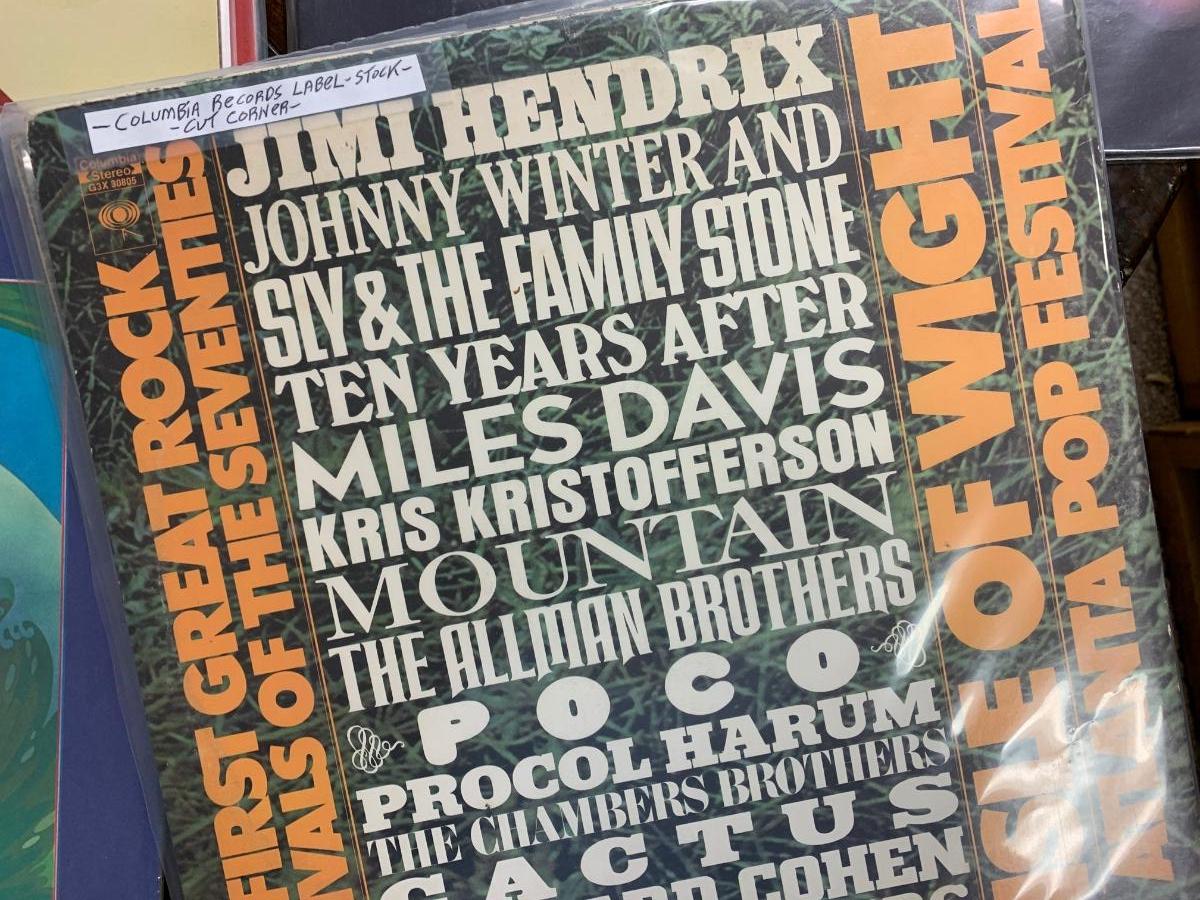 - COLUMBIA RECORDS LABEL - STOCK -
- CUT CORNER -
Columbia
Stereo
G3X 30805
FIRST GREAT ROCK
VALS OF THE SEVENTIES
JIMI HENDRIX
JOHNNY WINTER AND
SLY & THE FAMILY STONE
TEN YEARS AFTER
MILES DAVIS
KRIS KRISTOFFERSON
MOUNTAIN
THE ALLMAN BROTHERS
POCO
PROCOL HARUM
THE CHAMBERS BROTHERS
CACTUS
COHEN
ISLE OF WIGHT
ATLANTA POP FESTIVAL